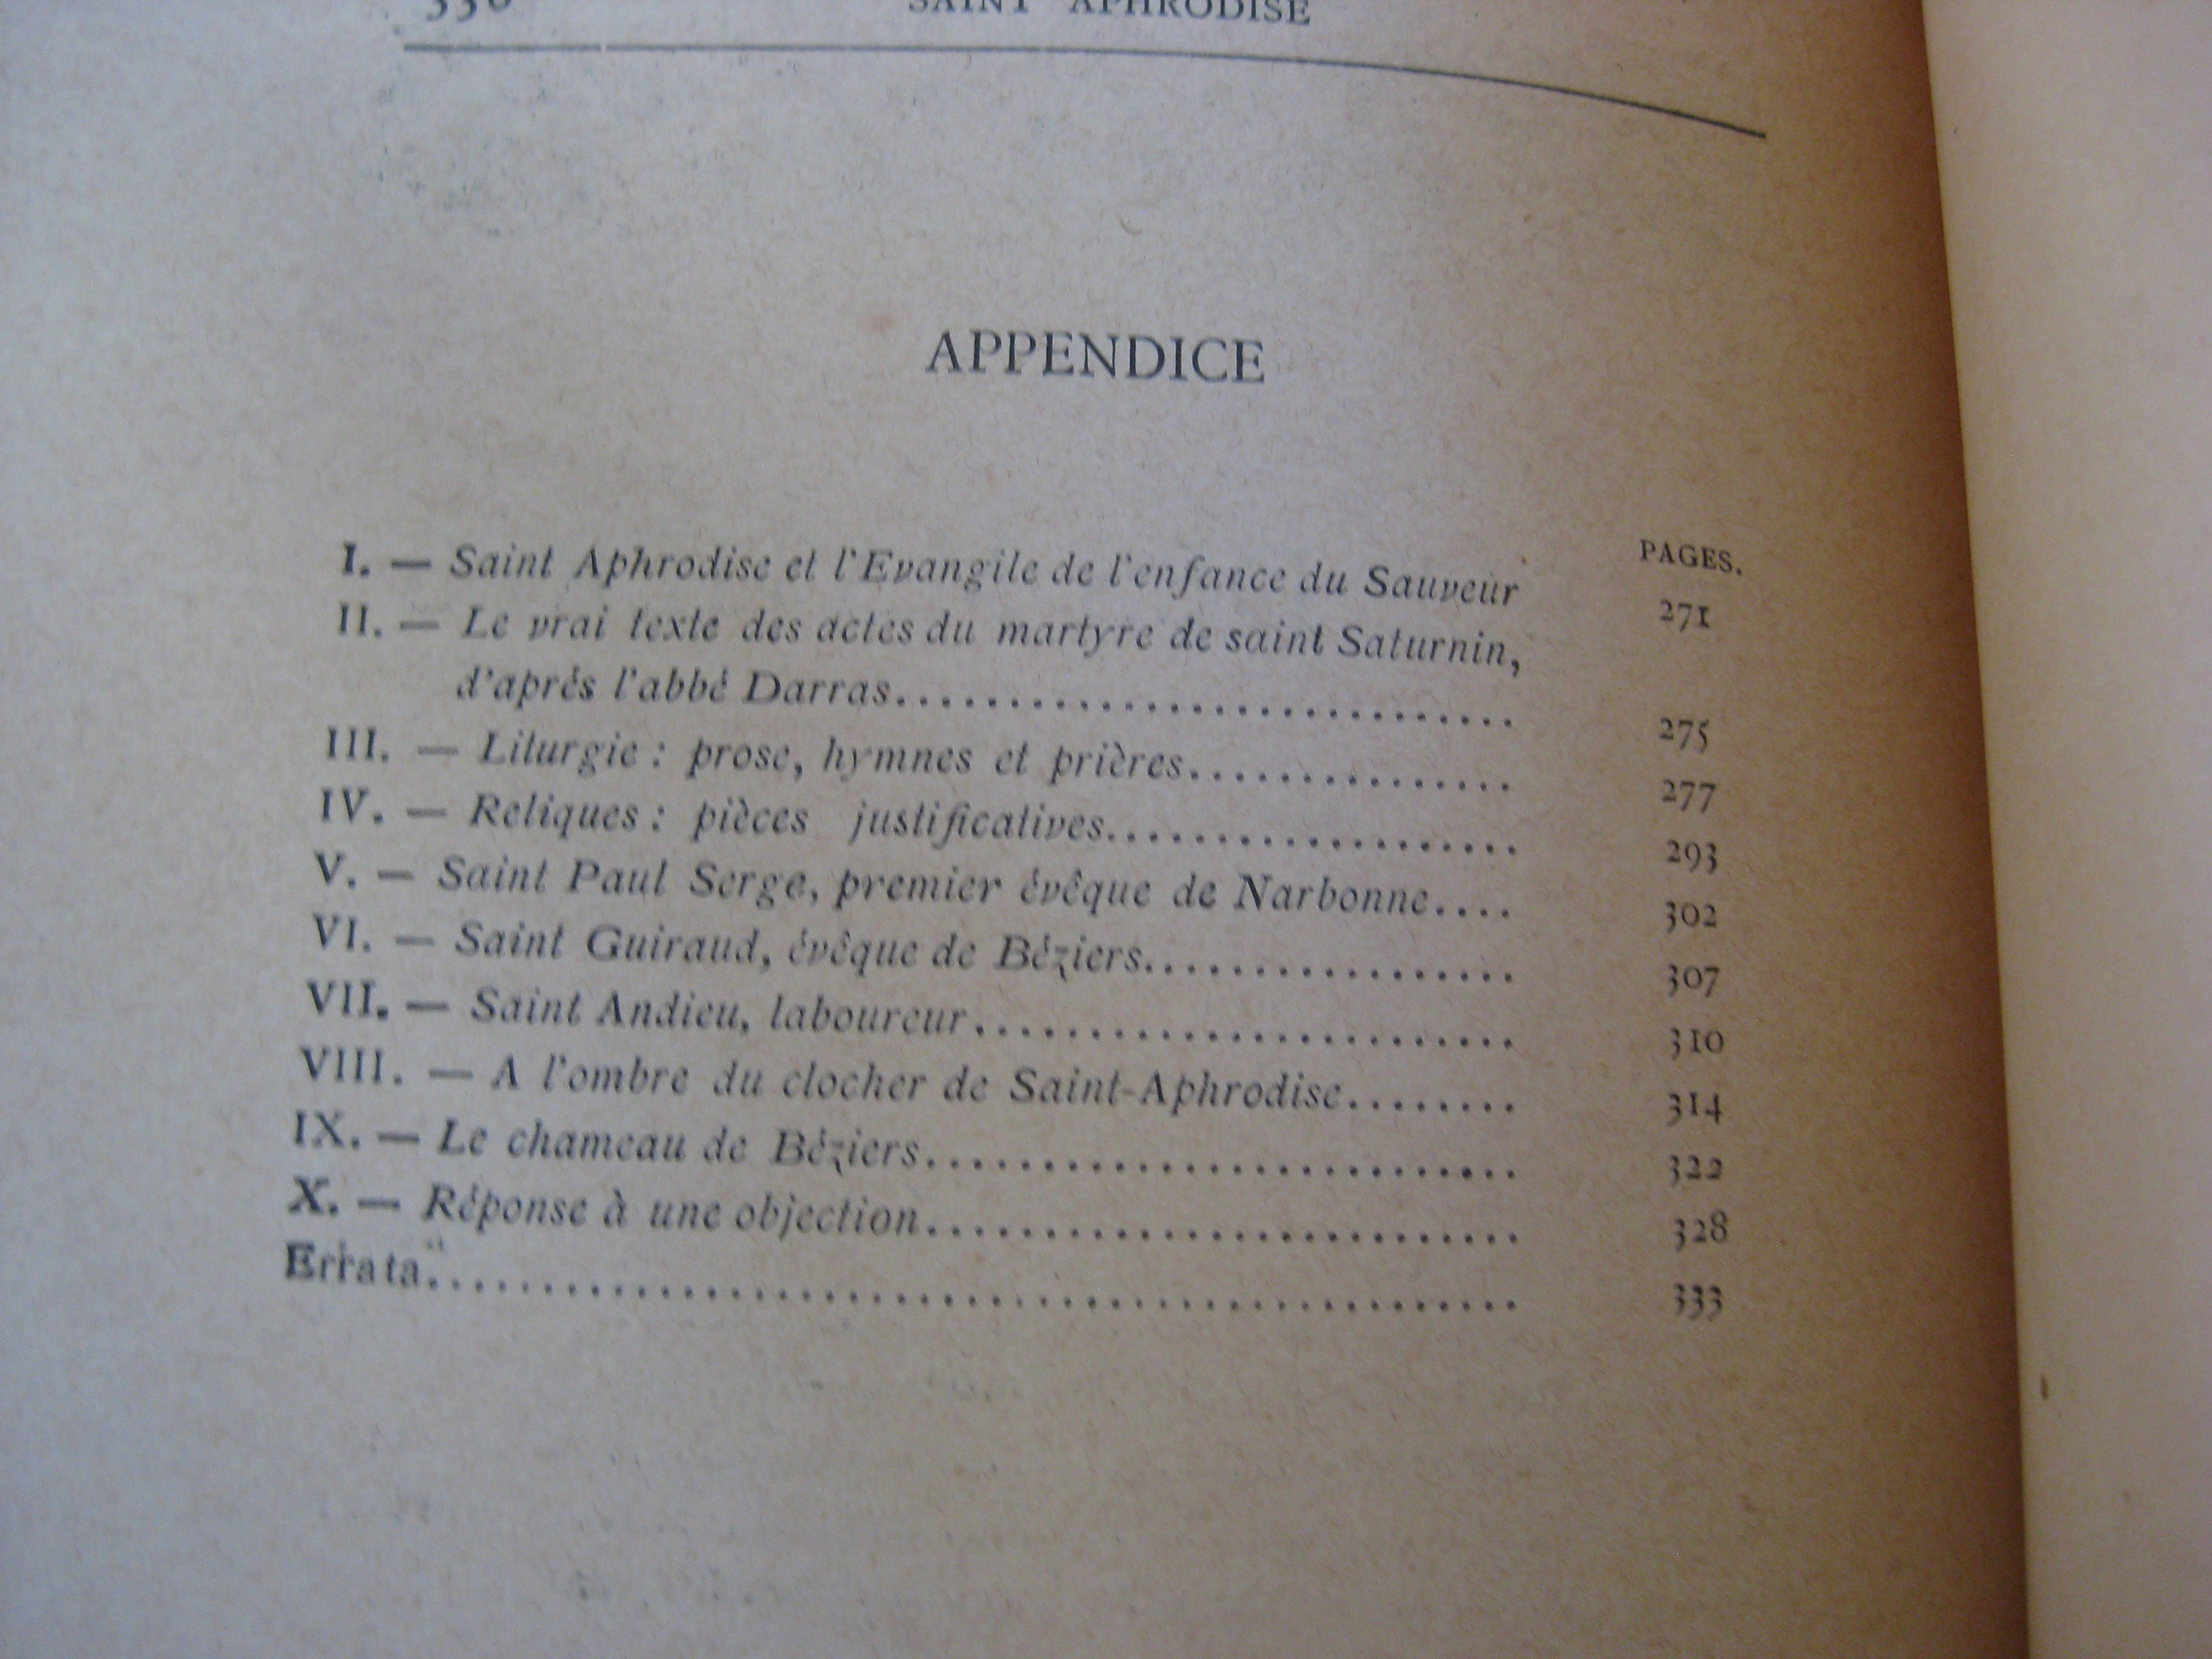 336 SAINT APHRODISE
APPENDICE
PAGES.
I. — Saint Aphrodise et l'Evangile de l'enfance du Sauveur 271
II. — Le vrai texte des actes du martyre de saint Saturnin,
d'après l'abbé Darras.............................. 275
III. — Liturgie : prose, hymnes et prières............... 277
IV. — Reliques : pièces justificatives.................... 293
V. — Saint Paul Serge, premier évêque de Narbonne.... 302
VI. — Saint Guiraud, évêque de Béziers................. 307
VII. — Saint Andieu, laboureur......................... 310
VIII. — A l'ombre du clocher de Saint-Aphrodise........ 314
IX. — Le chameau de Béziers........................... 322
X. — Réponse à une objection........................... 328
Errata................................................ 333